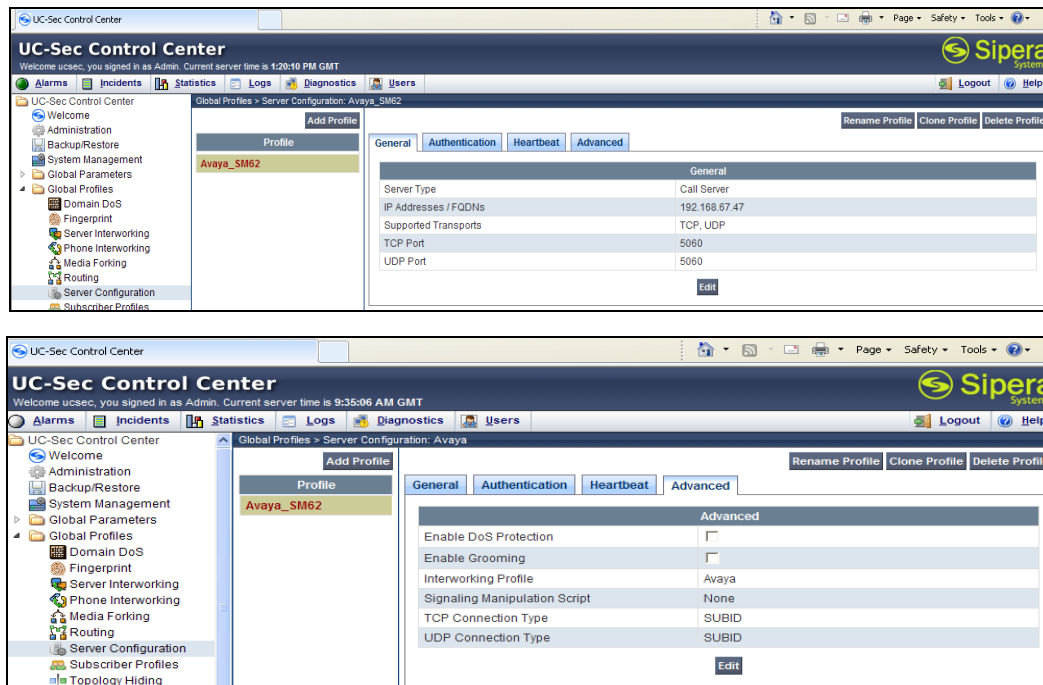 UC-Sec Control Center
Page Safety Tools
UC-Sec Control Center
Sipera
Systems
Welcome ucsec, you signed in as Admin. Current server time is 1:20:10 PM GMT
Alarms Incidents Statistics Logs Diagnostics Users Logout Help
UC-Sec Control Center
Welcome
Administration
Backup/Restore
System Management
Global Parameters
Global Profiles
Domain DoS
Fingerprint
Server Interworking
Phone Interworking
Media Forking
Routing
Server Configuration
Subscriber Profiles
Global Profiles > Server Configuration: Avaya_SM62
Add Profile
Rename Profile Clone Profile Delete Profile
Profile
Avaya_SM62
General Authentication Heartbeat Advanced
General
Server Type Call Server
IP Addresses / FQDNs 192.168.67.47
Supported Transports TCP, UDP
TCP Port 5060
UDP Port 5060
Edit
UC-Sec Control Center
Page Safety Tools
UC-Sec Control Center
Sipera
System
Welcome ucsec, you signed in as Admin. Current server time is 9:35:06 AM GMT
Alarms Incidents Statistics Logs Diagnostics Users Logout Help
UC-Sec Control Center
Welcome
Administration
Backup/Restore
System Management
Global Parameters
Global Profiles
Domain DoS
Fingerprint
Server Interworking
Phone Interworking
Media Forking
Routing
Server Configuration
Subscriber Profiles
Topology Hiding
Global Profiles > Server Configuration: Avaya
Add Profile
Rename Profile Clone Profile Delete Profil
Profile
Avaya_SM62
General Authentication Heartbeat Advanced
Advanced
Enable DoS Protection
Enable Grooming
Interworking Profile Avaya
Signaling Manipulation Script None
TCP Connection Type SUBID
UDP Connection Type SUBID
Edit